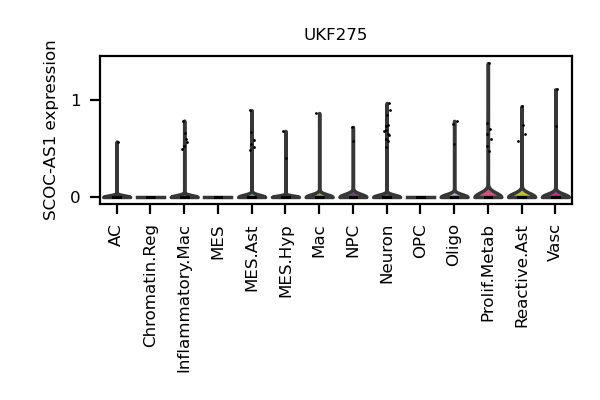 UKF275
SCOC-AS1 expression
1
0
AC
Chromatin.Reg
Inflammatory.Mac
MES
MES.Ast
MES.Hyp
Mac
NPC
Neuron
OPC
Oligo
Prolif.Metab
Reactive.Ast
Vasc